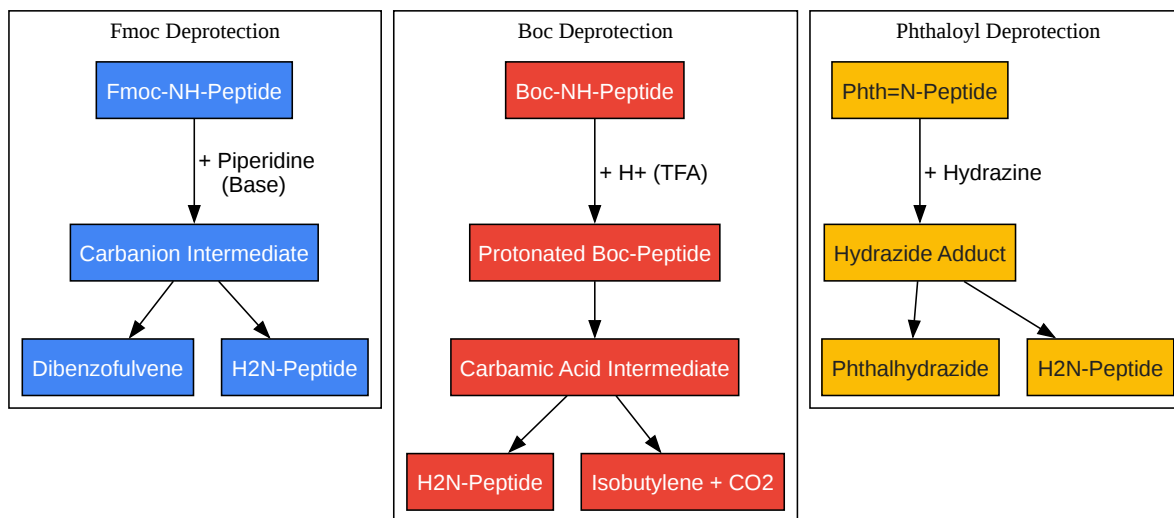 Fmoc Deprotection
Fmoc-NH-Peptide
+ Piperidine
(Base)
Carbanion Intermediate
Dibenzofulvene
H2N-Peptide
Boc Deprotection
Boc-NH-Peptide
+ H+ (TFA)
Protonated Boc-Peptide
Carbamic Acid Intermediate
H2N-Peptide
Isobutylene + CO2
Phthaloyl Deprotection
Phth=N-Peptide
+ Hydrazine
Hydrazide Adduct
Phthalhydrazide
H2N-Peptide